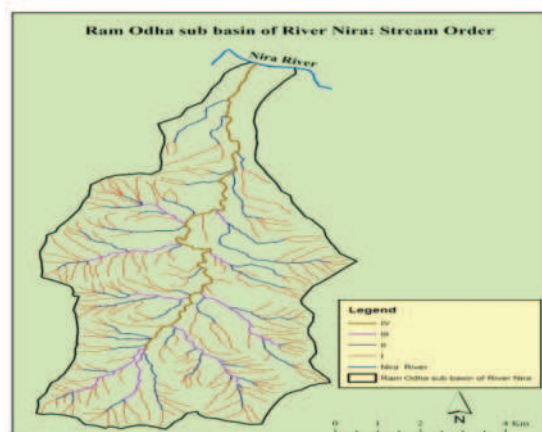 Ram Odha sub basin of River Nira: Stream Order
Nira River
Legend
IV
III
II
I
Nira River
Ram Odha sub basin of River Nira
N
0 1 2 4 Km